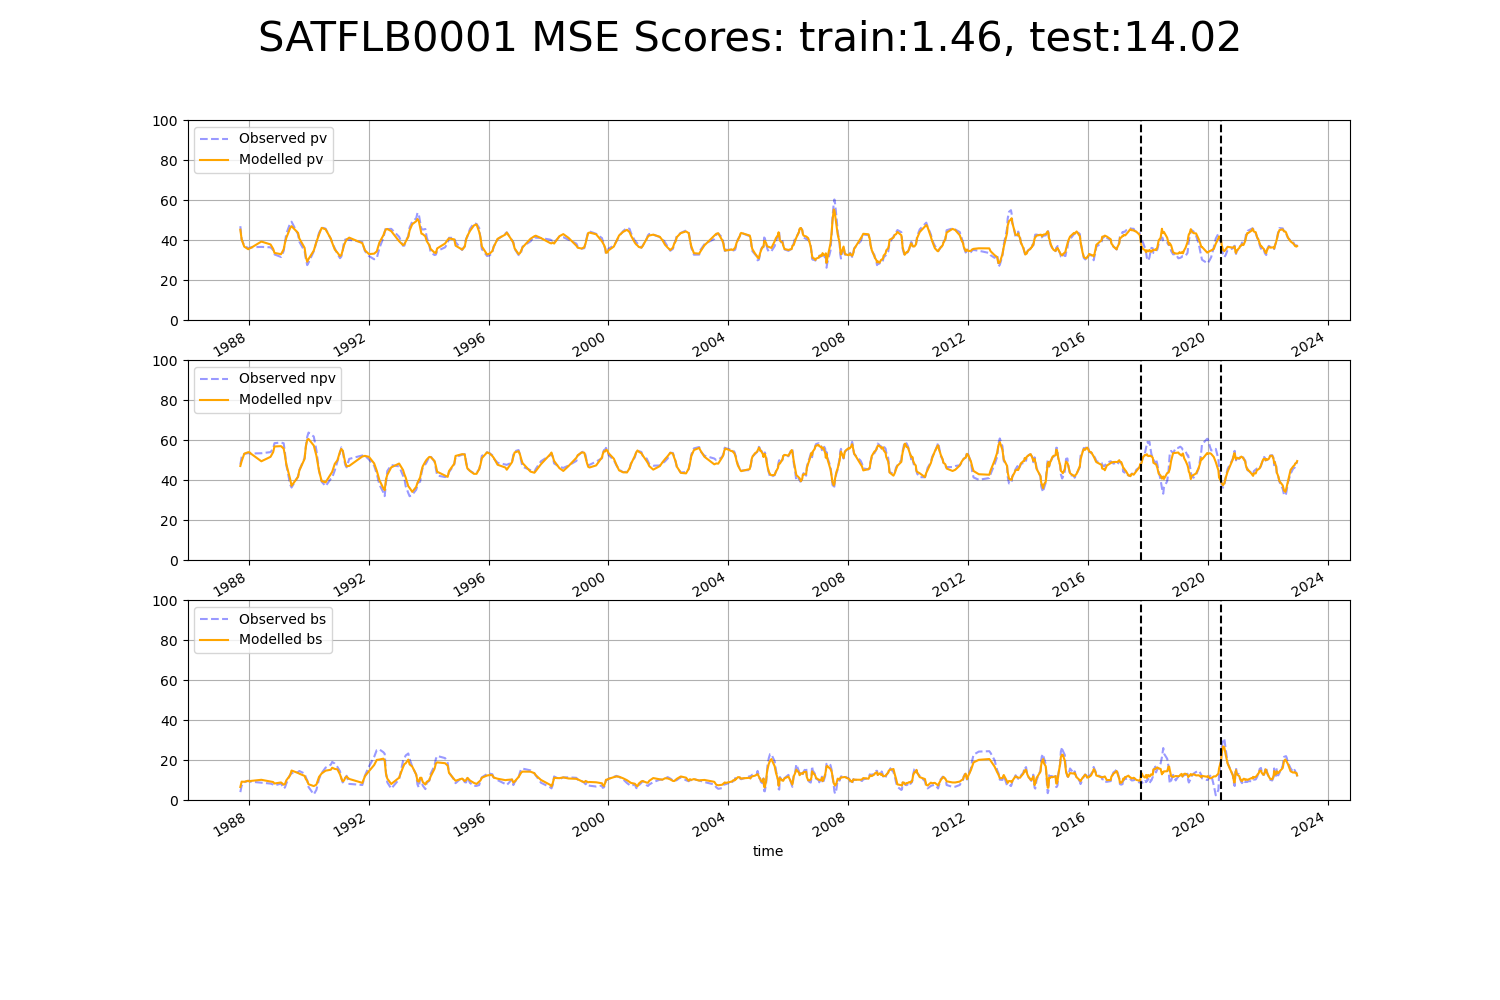 SATFLB0001 MSE Scores: train:1.46, test:14.02
100
80
60
40
20
0
Observed pv
Modelled pv
1988 1992 1996 2000 2004 2008 2012 2016 2020 2024
100
80
60
40
20
0
Observed npv
Modelled npv
1988 1992 1996 2000 2004 2008 2012 2016 2020 2024
100
80
60
40
20
0
Observed bs
Modelled bs
1988 1992 1996 2000 2004 2008 2012 2016 2020 2024
time